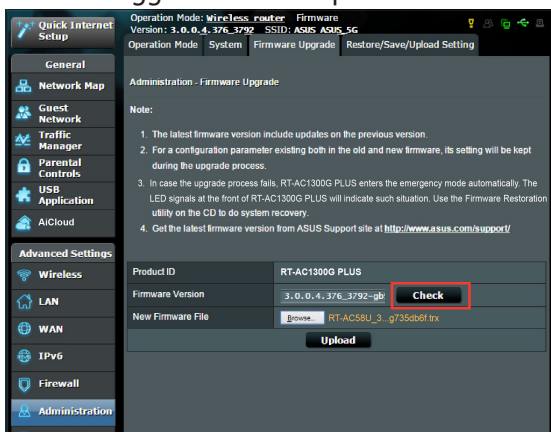 Quick Internet
Setup
Operation Mode: Wireless router Firmware
Version: 3.0.0.4.376_3792 SSID: ASUS ASUS_5G
Operation Mode System Firmware Upgrade Restore/Save/Upload Setting
General
Network Map
Guest
Network
Traffic
Manager
Parental
Controls
USB
Application
AiCloud
Advanced Settings
Wireless
LAN
WAN
IPv6
Firewall
Administration
Administration - Firmware Upgrade
Note:
1. The latest firmware version include updates on the previous version.
2. For a configuration parameter existing both in the old and new firmware, its setting will be kept
during the upgrade process.
3. In case the upgrade process fails, RT-AC1300G PLUS enters the emergency mode automatically. The
LED signals at the front of RT-AC1300G PLUS will indicate such situation. Use the Firmware Restoration
utility on the CD to do system recovery.
4. Get the latest firmware version from ASUS Support site at http://www.asus.com/support/
Product ID RT-AC1300G PLUS
Firmware Version 3.0.0.4.376_3792-gb Check
New Firmware File Browse... RT-AC58U_3...g735db6f.trx
Upload